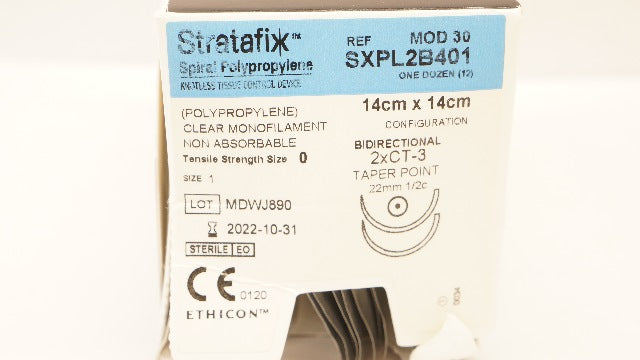 Stratafix™
Spiral Polypropylene
KNOTLESS TISSUE CONTROL DEVICE
REF
MOD 30
SXPL2B401
ONE DOZEN (12)
(POLYPROPYLENE)
CLEAR MONOFILAMENT
NON ABSORBABLE
Tensile Strength Size 0
SIZE 1
14cm x 14cm
CONFIGURATION
BIDIRECTIONAL
2xCT-3
TAPER POINT
22mm 1/2c
LOT MDWJ890
2022-10-31
STERILE EO
CE 0120
ETHICON™